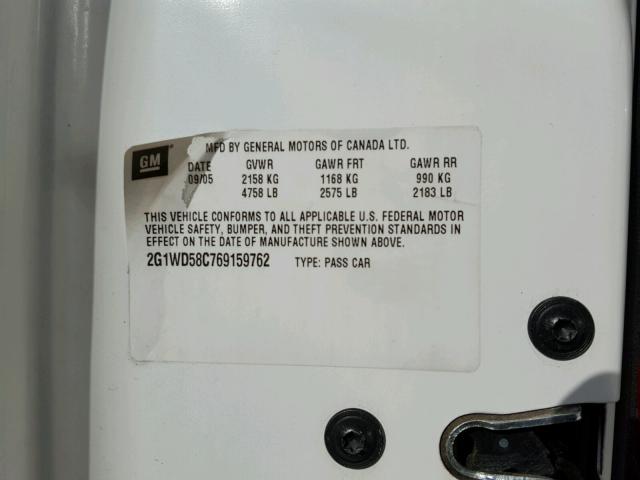 GM
MFD BY GENERAL MOTORS OF CANADA LTD.
DATE GVWR GAWR FRT GAWR RR
09/05 2158 KG 1168 KG 990 KG
4758 LB 2575 LB 2183 LB
THIS VEHICLE CONFORMS TO ALL APPLICABLE U.S. FEDERAL MOTOR
VEHICLE SAFETY, BUMPER, AND THEFT PREVENTION STANDARDS IN
EFFECT ON THE DATE OF MANUFACTURE SHOWN ABOVE.
2G1WD58C769159762 TYPE: PASS CAR